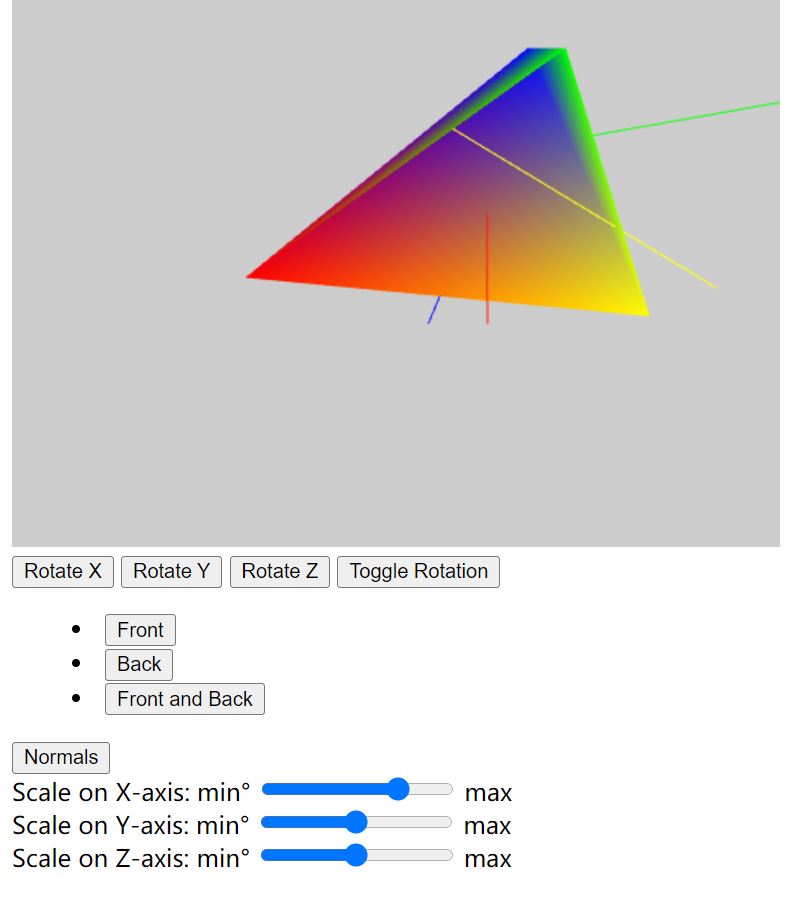 Rotate X Rotate Y Rotate Z Toggle Rotation
Front
Back
Front and Back
Normals
Scale on X-axis: min° max
Scale on Y-axis: min° max
Scale on Z-axis: min° max